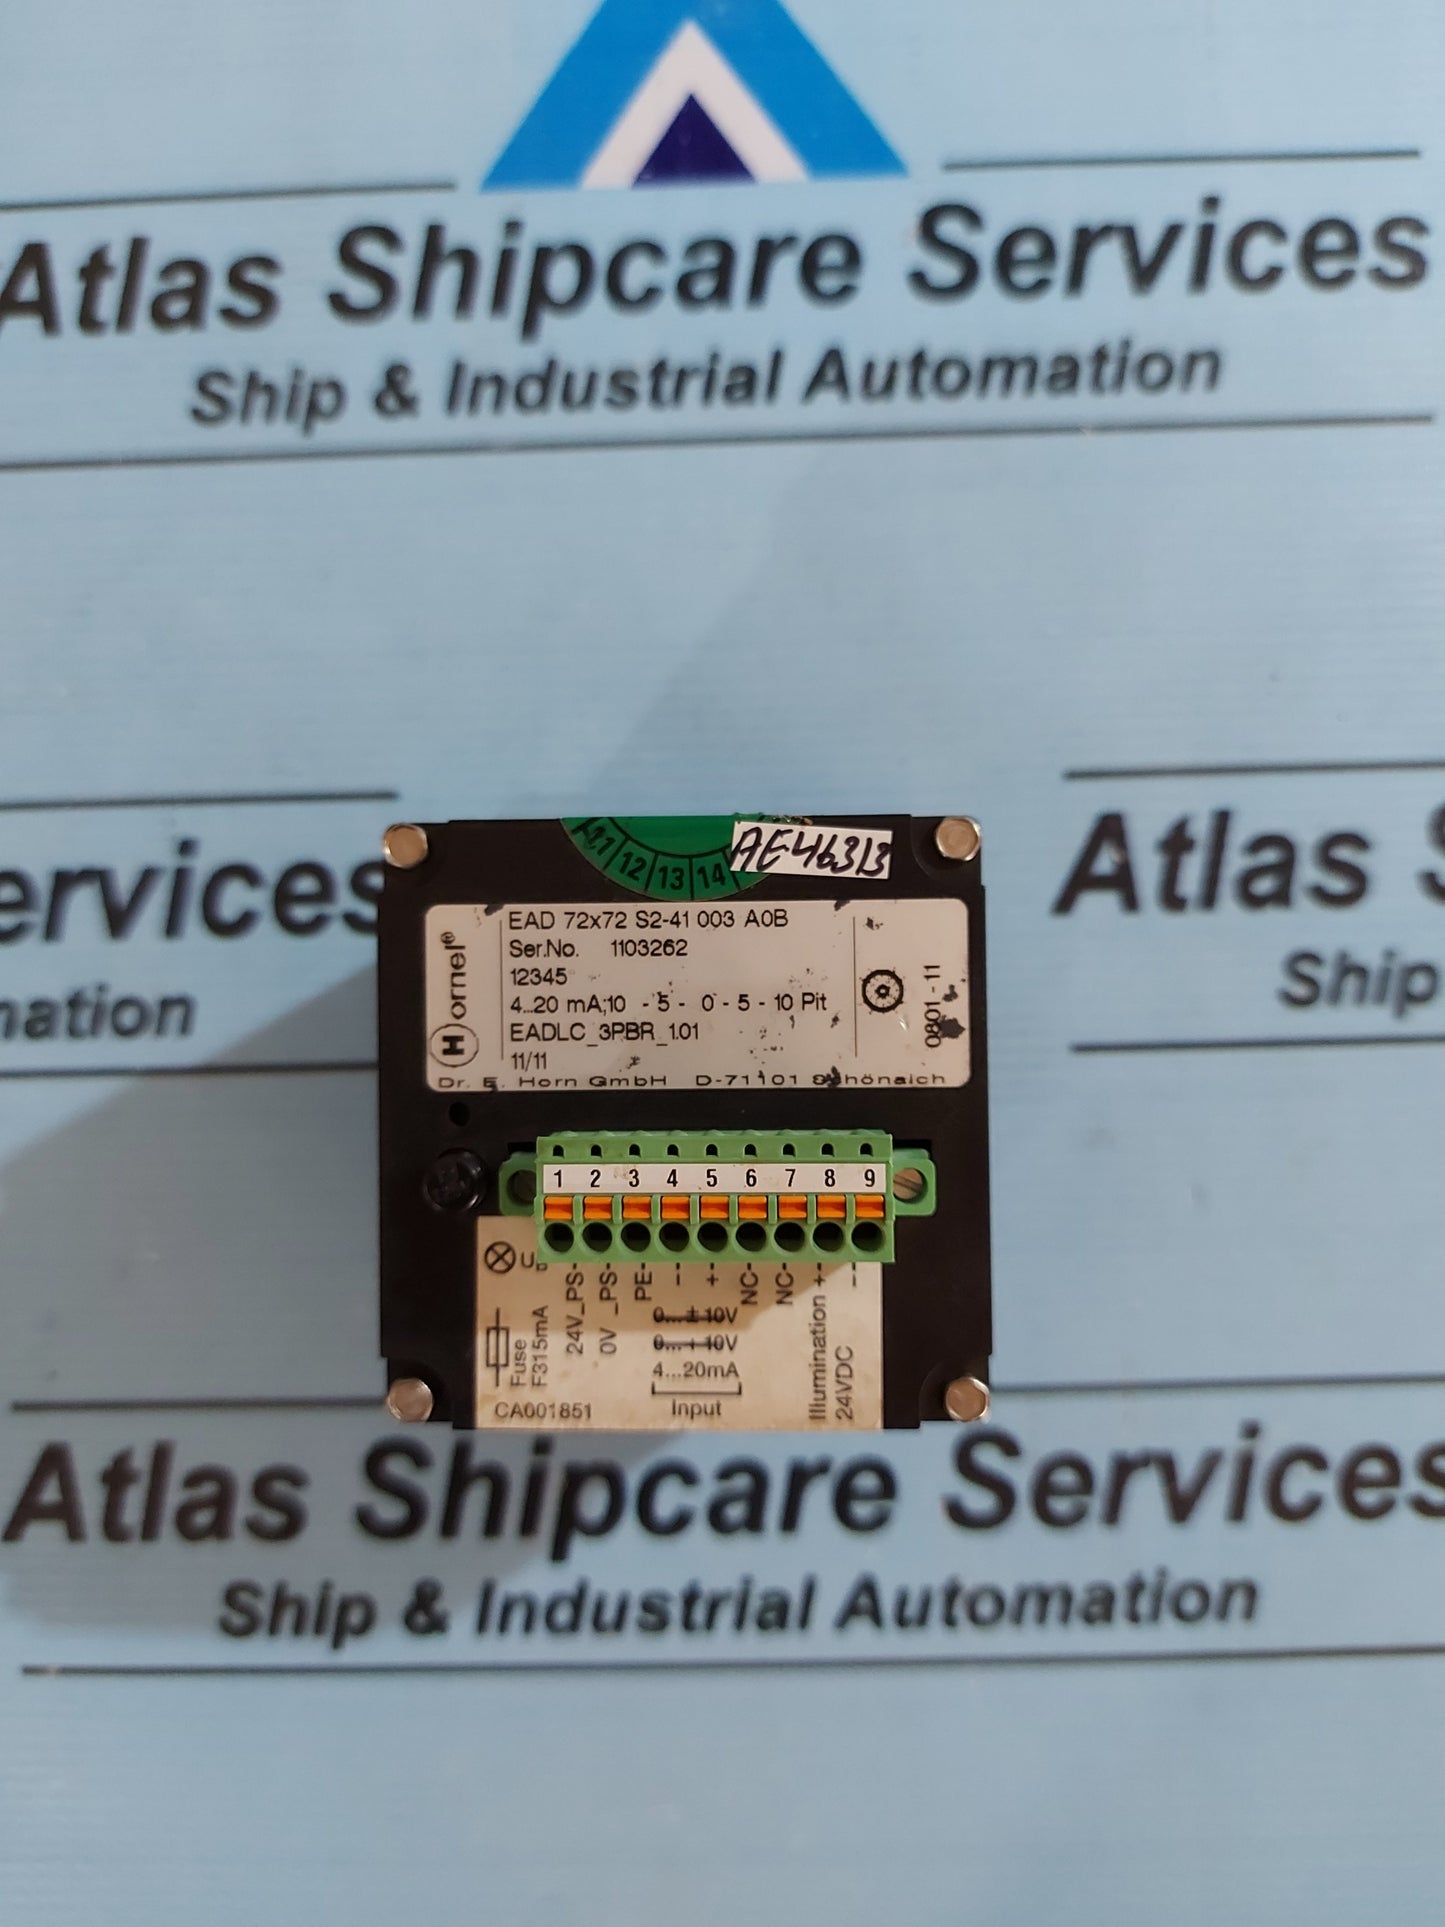 Atlas Shipcare Services
Ship & Industrial Automation
ervices
mation
Atlas S
Ship
12 13 14
AE46313
Hornel®
EAD 72x72 S2-41 003 A0B
Ser.No. 1103262
12345
4...20 mA;10 - 5 - 0 - 5 - 10 Pit
EADLC_3PBR_1.01
11/11
0801-11
Dr. E. Horn GmbH D-71101 Schönaich
1 2 3 4 5 6 7 8 9
24V_PS-
0V_PS-
PE-
--
+-
NC-
NC-
Illumination +-
--
24VDC
Fuse
F315mA
0...±10V
0...+10V
4...20mA
Input
CA001851
Atlas Shipcare Services
Ship & Industrial Automation